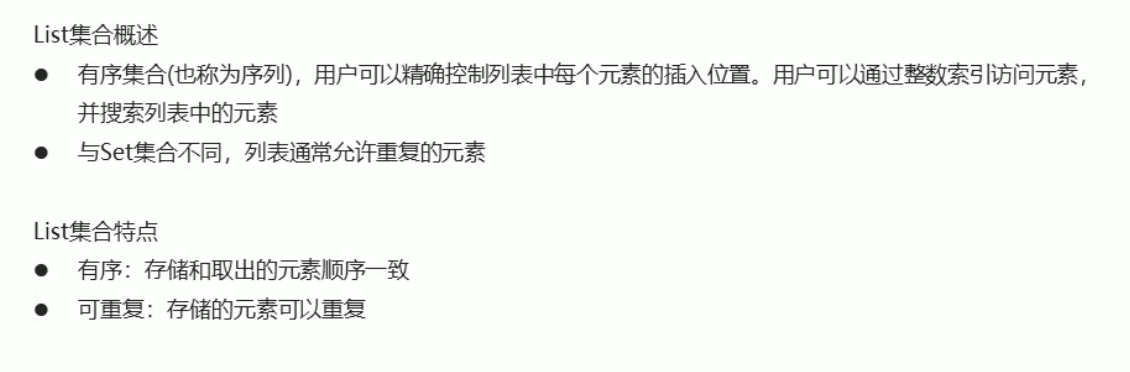 List集合概述
● 有序集合(也称为序列)，用户可以精确控制列表中每个元素的插入位置。用户可以通过整数索引访问元素，
并搜索列表中的元素
● 与Set集合不同，列表通常允许重复的元素
List集合特点
● 有序：存储和取出的元素顺序一致
● 可重复：存储的元素可以重复